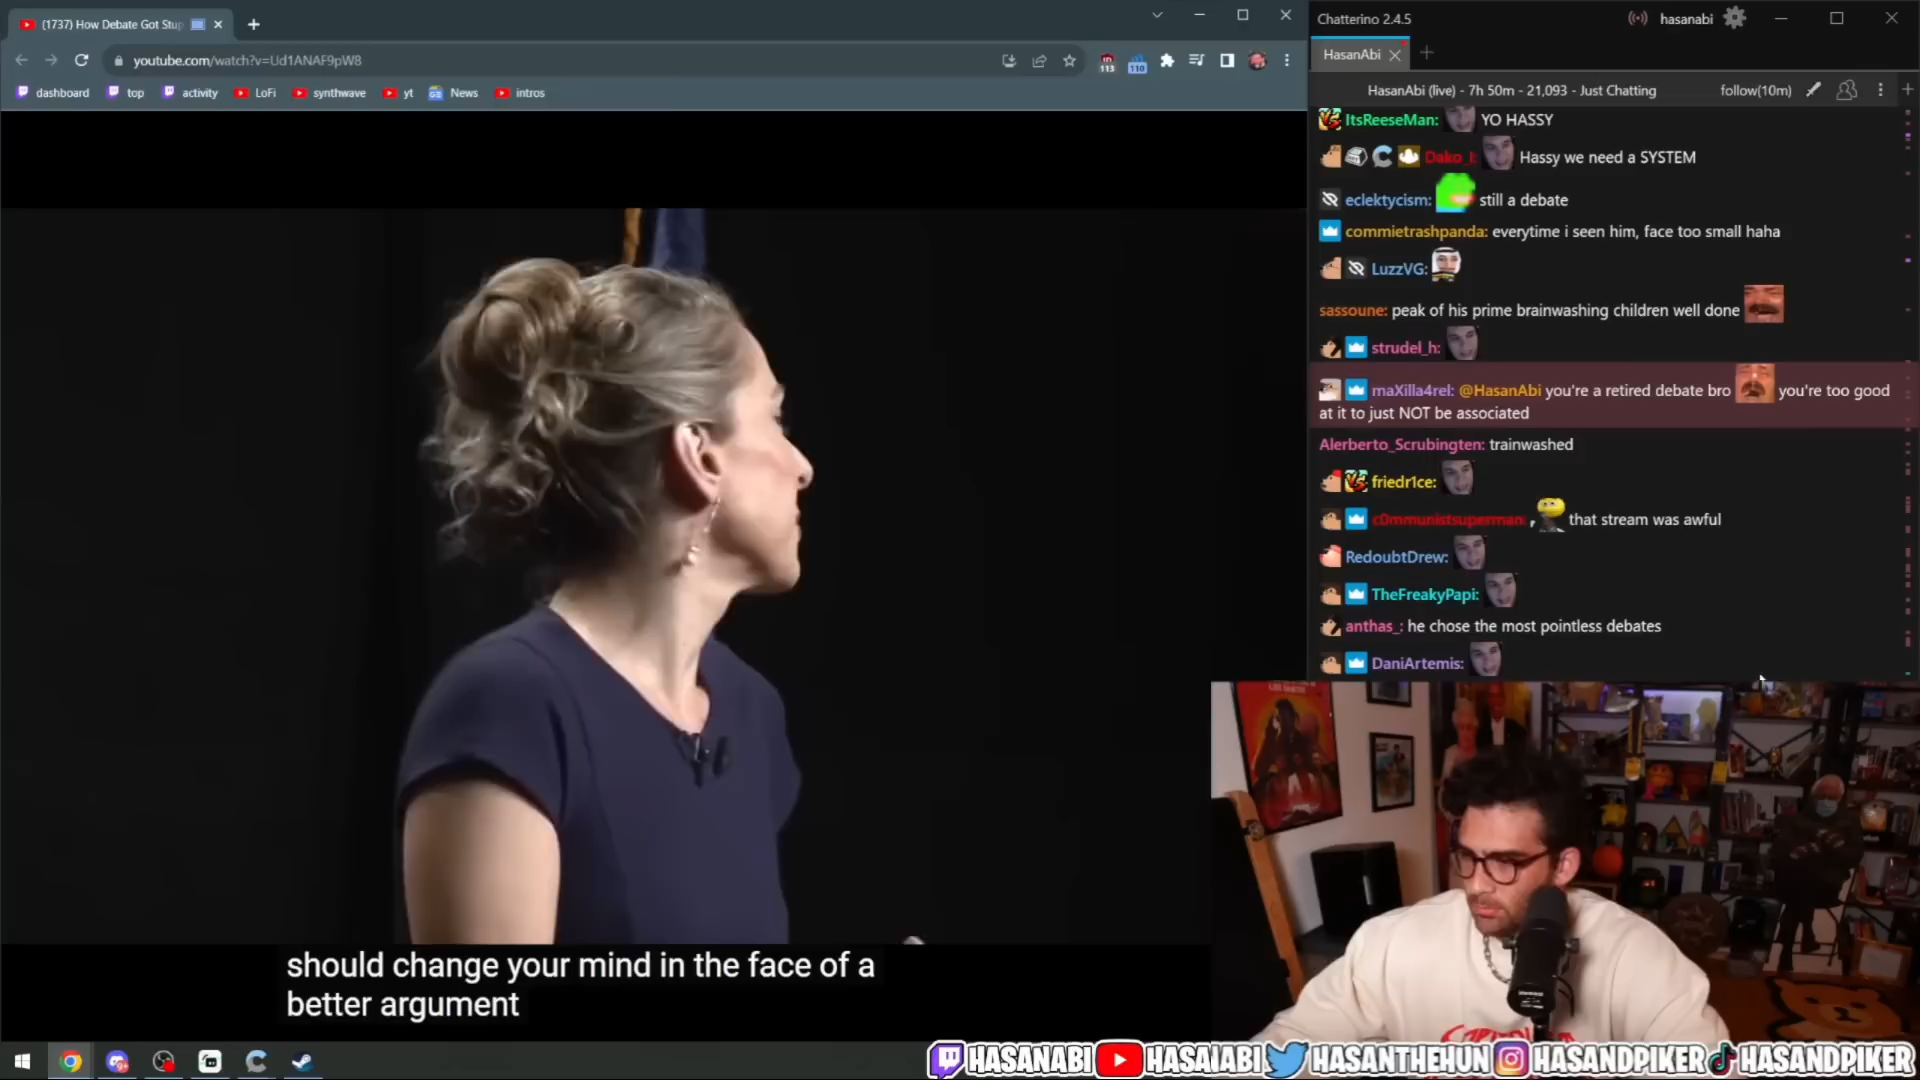 (1737) How Debate Got Stup
youtube.com/watch?v=Ud1ANAF9pW8
113
110
dashboard
top
activity
LoFi
synthwave
yt
News
intros
should change your mind in the face of a
better argument
Chatterino 2.4.5
hasanabi
HasanAbi
HasanAbi (live) - 7h 50m - 21,093 - Just Chatting
follow(10m)
ItsReeseMan: YO HASSY
Dako_I: Hassy we need a SYSTEM
eclektycism: still a debate
commietrashpanda: everytime i seen him, face too small haha
LuzzVG:
sassoune: peak of his prime brainwashing children well done
strudel_h:
maXilla4rel: @HasanAbi you're a retired debate bro you're too good
at it to just NOT be associated
Alerberto_Scrubingten: trainwashed
friedr1ce:
c0mmunistsuperman: , that stream was awful
RedoubtDrew:
TheFreakyPapi:
anthas_: he chose the most pointless debates
DaniArtemis:
HASANABI HASANABI HASANTHEHUN HASANDPIKER HASANDPIKER